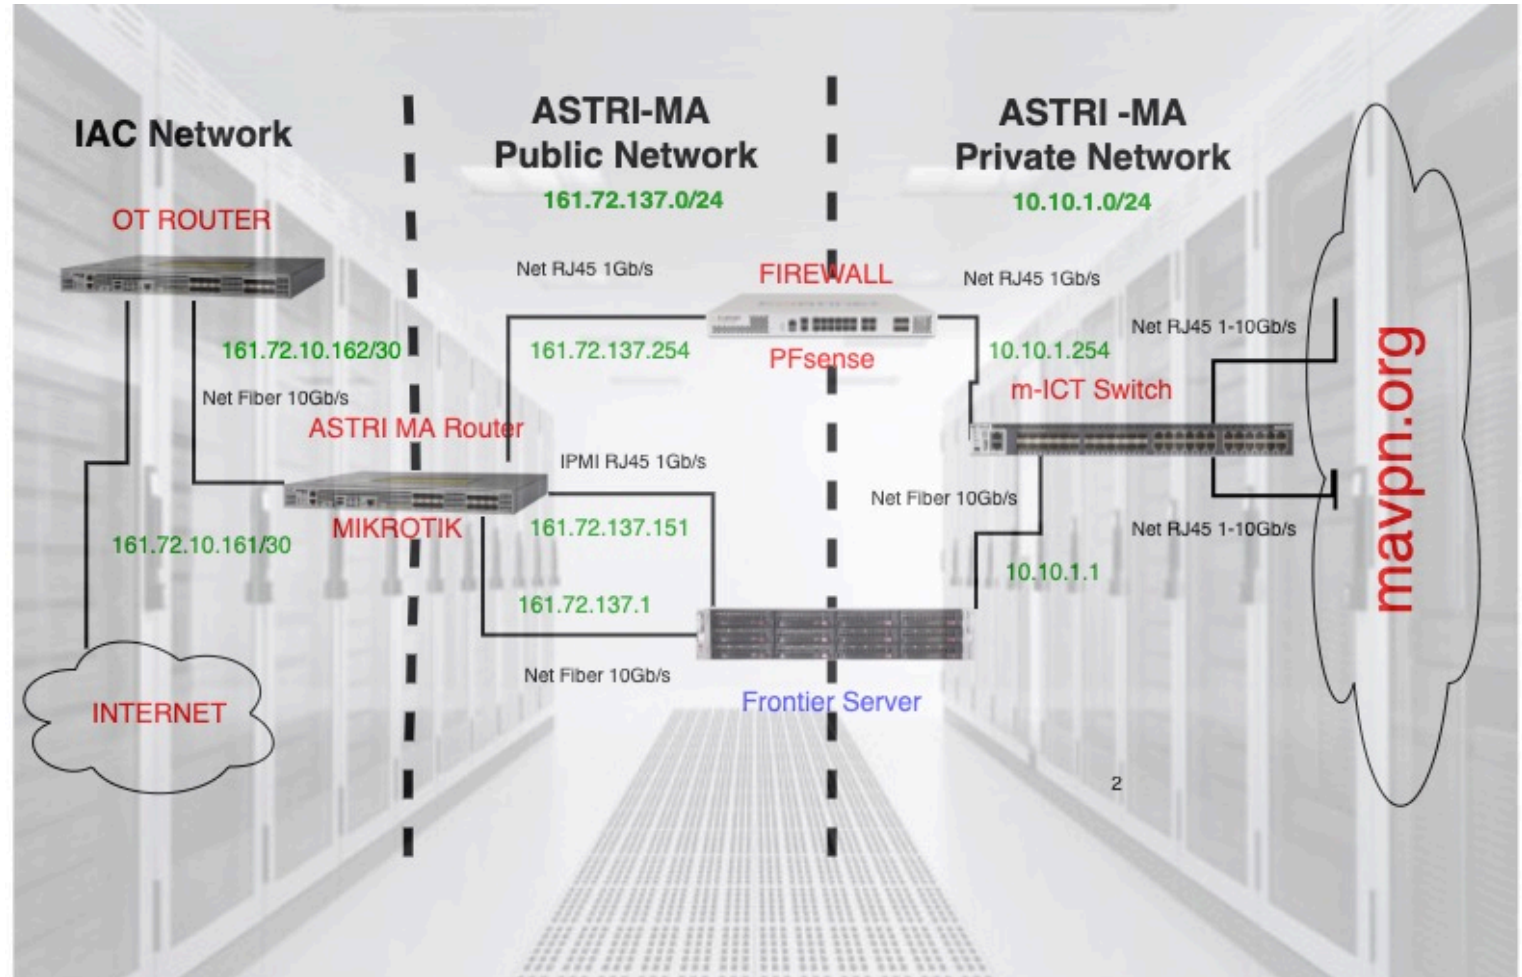 IAC Network
ASTRI-MA
Public Network
161.72.137.0/24
ASTRI -MA
Private Network
10.10.1.0/24
OT ROUTER
Net RJ45 1Gb/s
FIREWALL
Net RJ45 1Gb/s
161.72.10.162/30
161.72.137.254
PFsense
10.10.1.254
Net RJ45 1-10Gb/s
m-ICT Switch
Net Fiber 10Gb/s
ASTRI MA Router
IPMI RJ45 1Gb/s
Net Fiber 10Gb/s
MIKROTIK
161.72.137.151
Net RJ45 1-10Gb/s
161.72.10.161/30
10.10.1.1
161.72.137.1
Net Fiber 10Gb/s
Frontier Server
INTERNET
mavpn.org
2